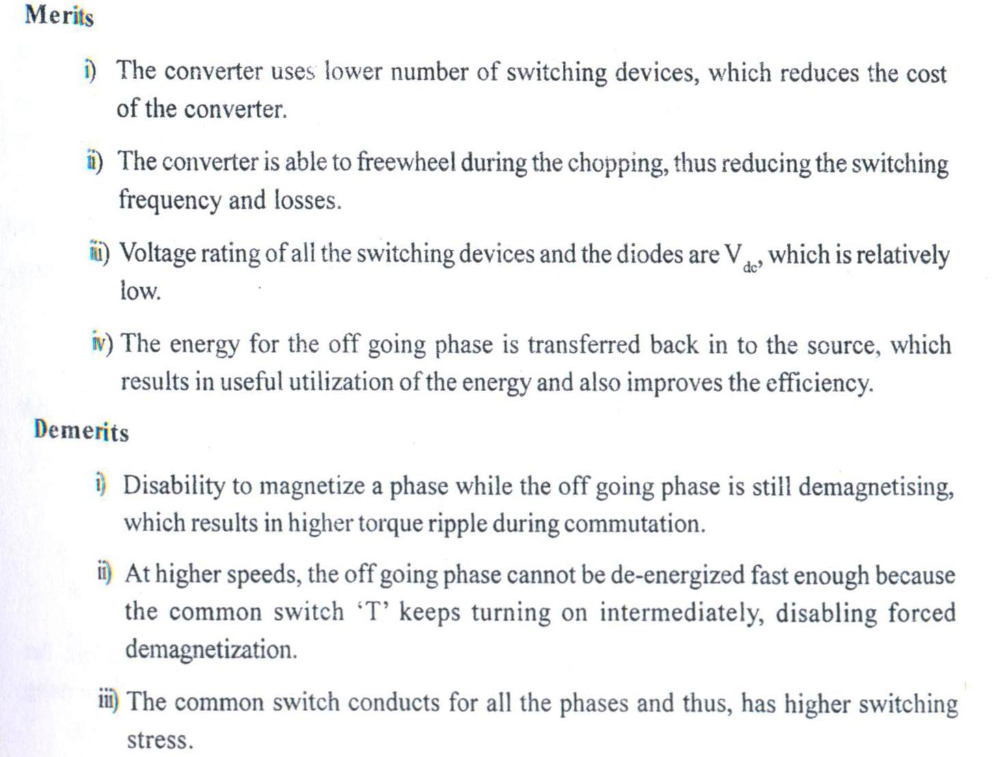 Merits
i) The converter uses lower number of switching devices, which reduces the cost
of the converter.
ii) The converter is able to freewheel during the chopping, thus reducing the switching
frequency and losses.
iii) Voltage rating of all the switching devices and the diodes are Vdc, which is relatively
low.
iv) The energy for the off going phase is transferred back in to the source, which
results in useful utilization of the energy and also improves the efficiency.
Demerits
i) Disability to magnetize a phase while the off going phase is still demagnetising,
which results in higher torque ripple during commutation.
ii) At higher speeds, the off going phase cannot be de-energized fast enough because
the common switch ‘T’ keeps turning on intermediately, disabling forced
demagnetization.
iii) The common switch conducts for all the phases and thus, has higher switching
stress.